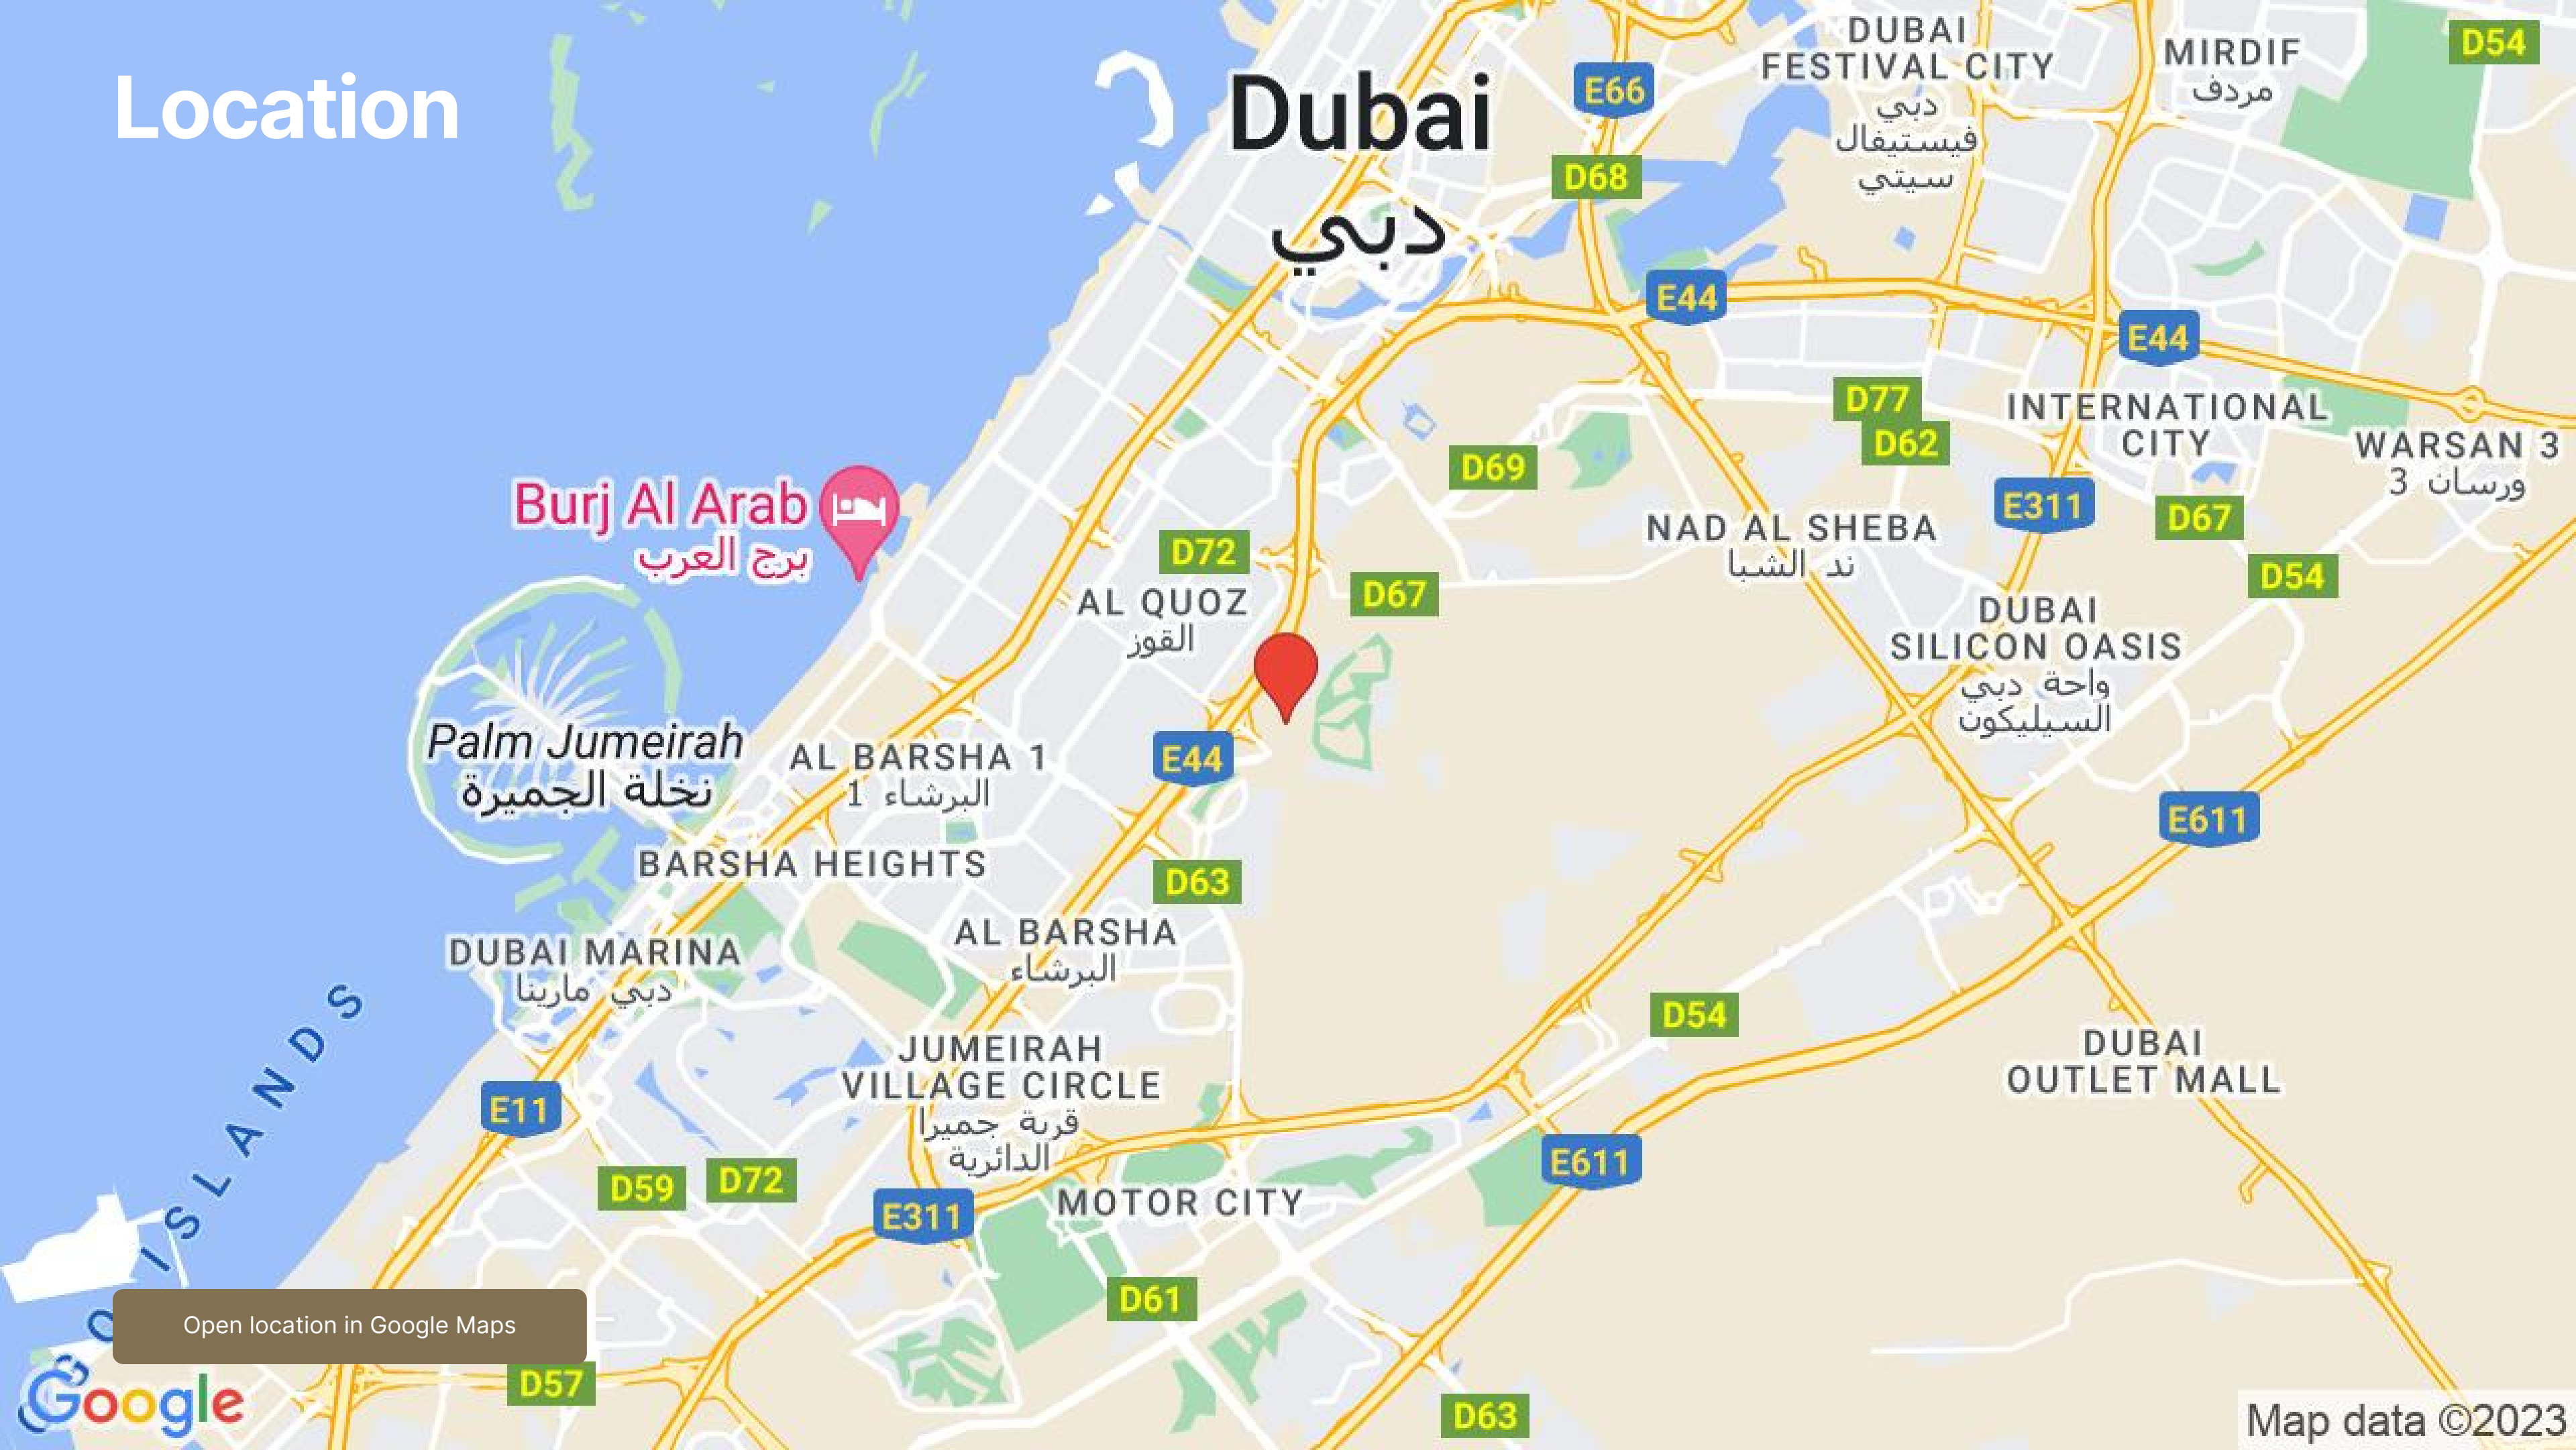 Location
Dubai
دبي
E66
DUBAI
FESTIVAL CITY
دبي
فيستيفال
سيتي
MIRDIF
مردف
D54
D68
E44
E44
D77
D62
INTERNATIONAL
CITY
WARSAN 3
ورسان 3
D69
E311
D67
D54
NAD AL SHEBA
ند الشبا
Burj Al Arab
برج العرب
D72
D67
AL QUOZ
القوز
DUBAI
SILICON OASIS
واحة دبي
السيليكون
Palm Jumeirah
نخلة الجميرة
AL BARSHA 1
البرشاء 1
E44
E611
BARSHA HEIGHTS
D63
AL BARSHA
البرشاء
DUBAI MARINA
دبي مارينا
D54
JUMEIRAH
VILLAGE CIRCLE
قرية جميرا
الدائرية
DUBAI
OUTLET MALL
E11
ISLANDS
E611
D59
D72
E311
MOTOR CITY
D61
Open location in Google Maps
D57
Google
D63
Map data ©2023